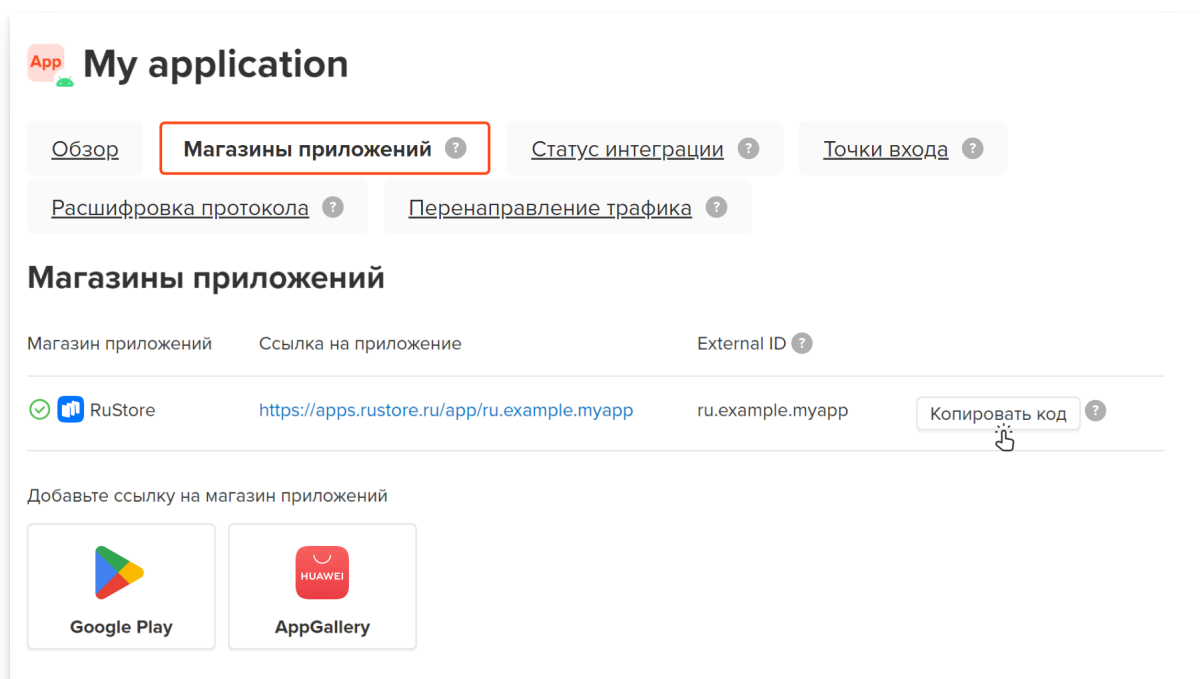 App My application
Обзор Магазины приложений ? Статус интеграции ? Точки входа ?
Расшифровка протокола ? Перенаправление трафика ?
Магазины приложений
Магазин приложений Ссылка на приложение External ID ?
RuStore https://apps.rustore.ru/app/ru.example.myapp ru.example.myapp Копировать код ?
Добавьте ссылку на магазин приложений
HUAWEI
Google Play AppGallery